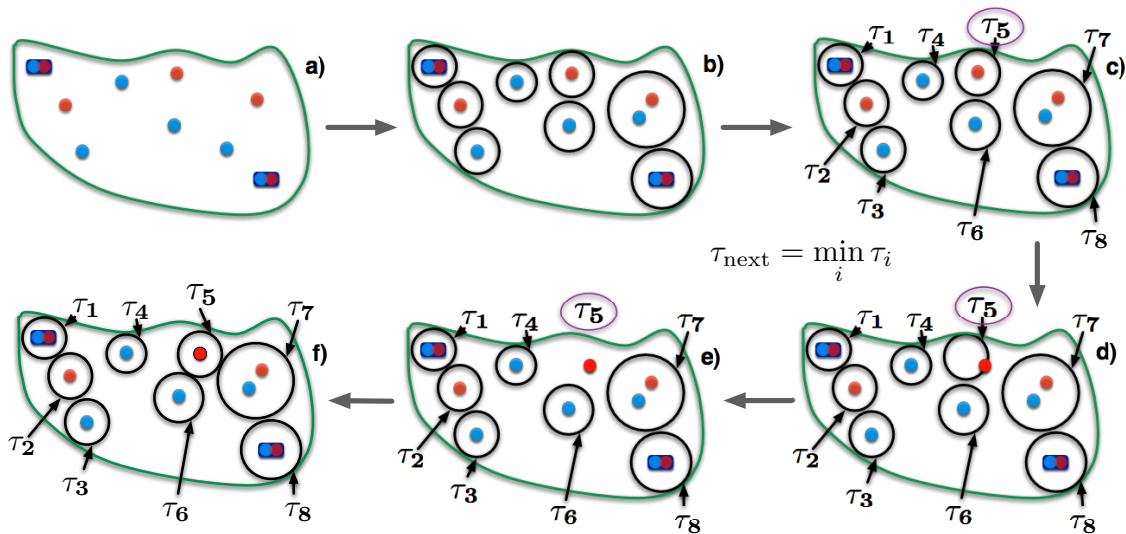 a)
b)
τ1 τ4 τ5 τ7
c)
τ2
τ3
τ6
τ8
τnext = min τi
i
τ1 τ4 τ5 τ7
f)
τ2
τ3
τ6
τ8
τ1 τ4 τ5 τ7
e)
τ2
τ3
τ6
τ8
τ1 τ4 τ5 τ7
d)
τ2
τ3
τ6
τ8